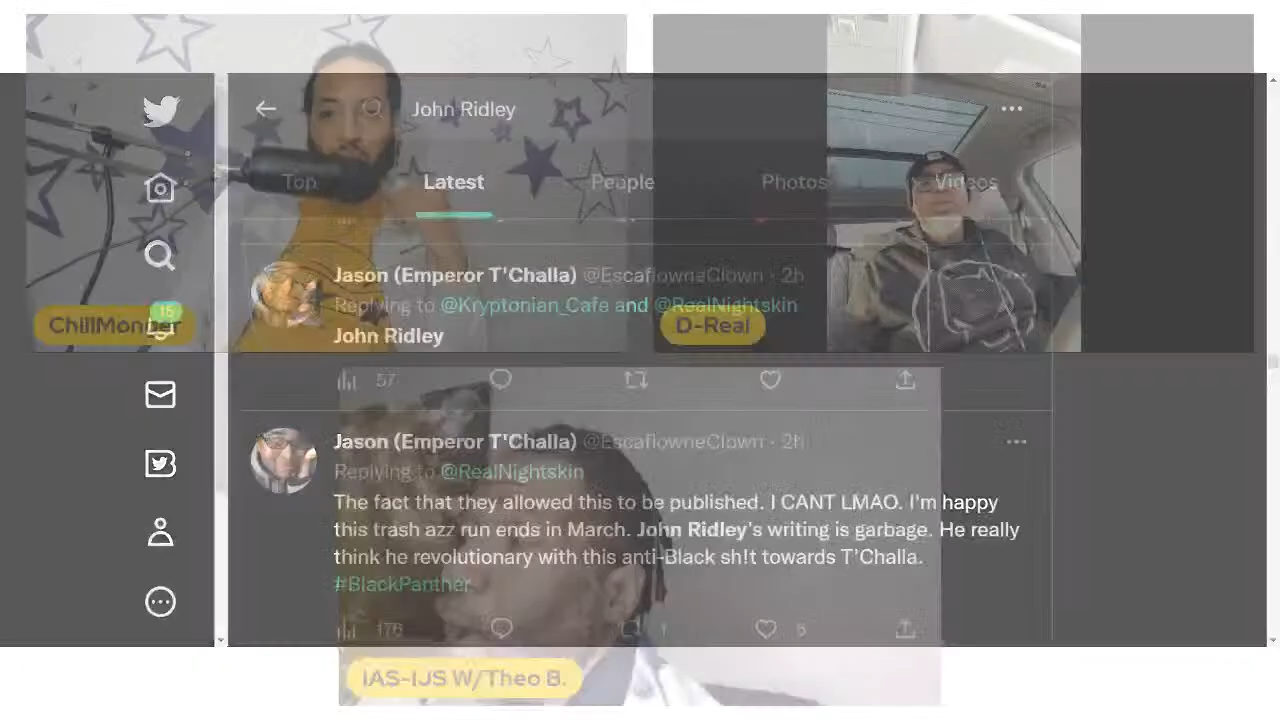 John Ridley
Top Latest People Photos Videos
Jason (Emperor T'Challa) @EscaflowneClown · 2h
Replying to @Kryptonian_Cafe and @RealNightskin
John Ridley
ChillMonger
15
D-Real
57
Jason (Emperor T'Challa) @EscaflowneClown · 2h
Replying to @RealNightskin
The fact that they allowed this to be published. I CANT LMAO. I'm happy
this trash azz run ends in March. John Ridley's writing is garbage. He really
think he revolutionary with this anti-Black sh!t towards T'Challa.
#BlackPanther
176 1 6
IAS-IJS W/Theo B.